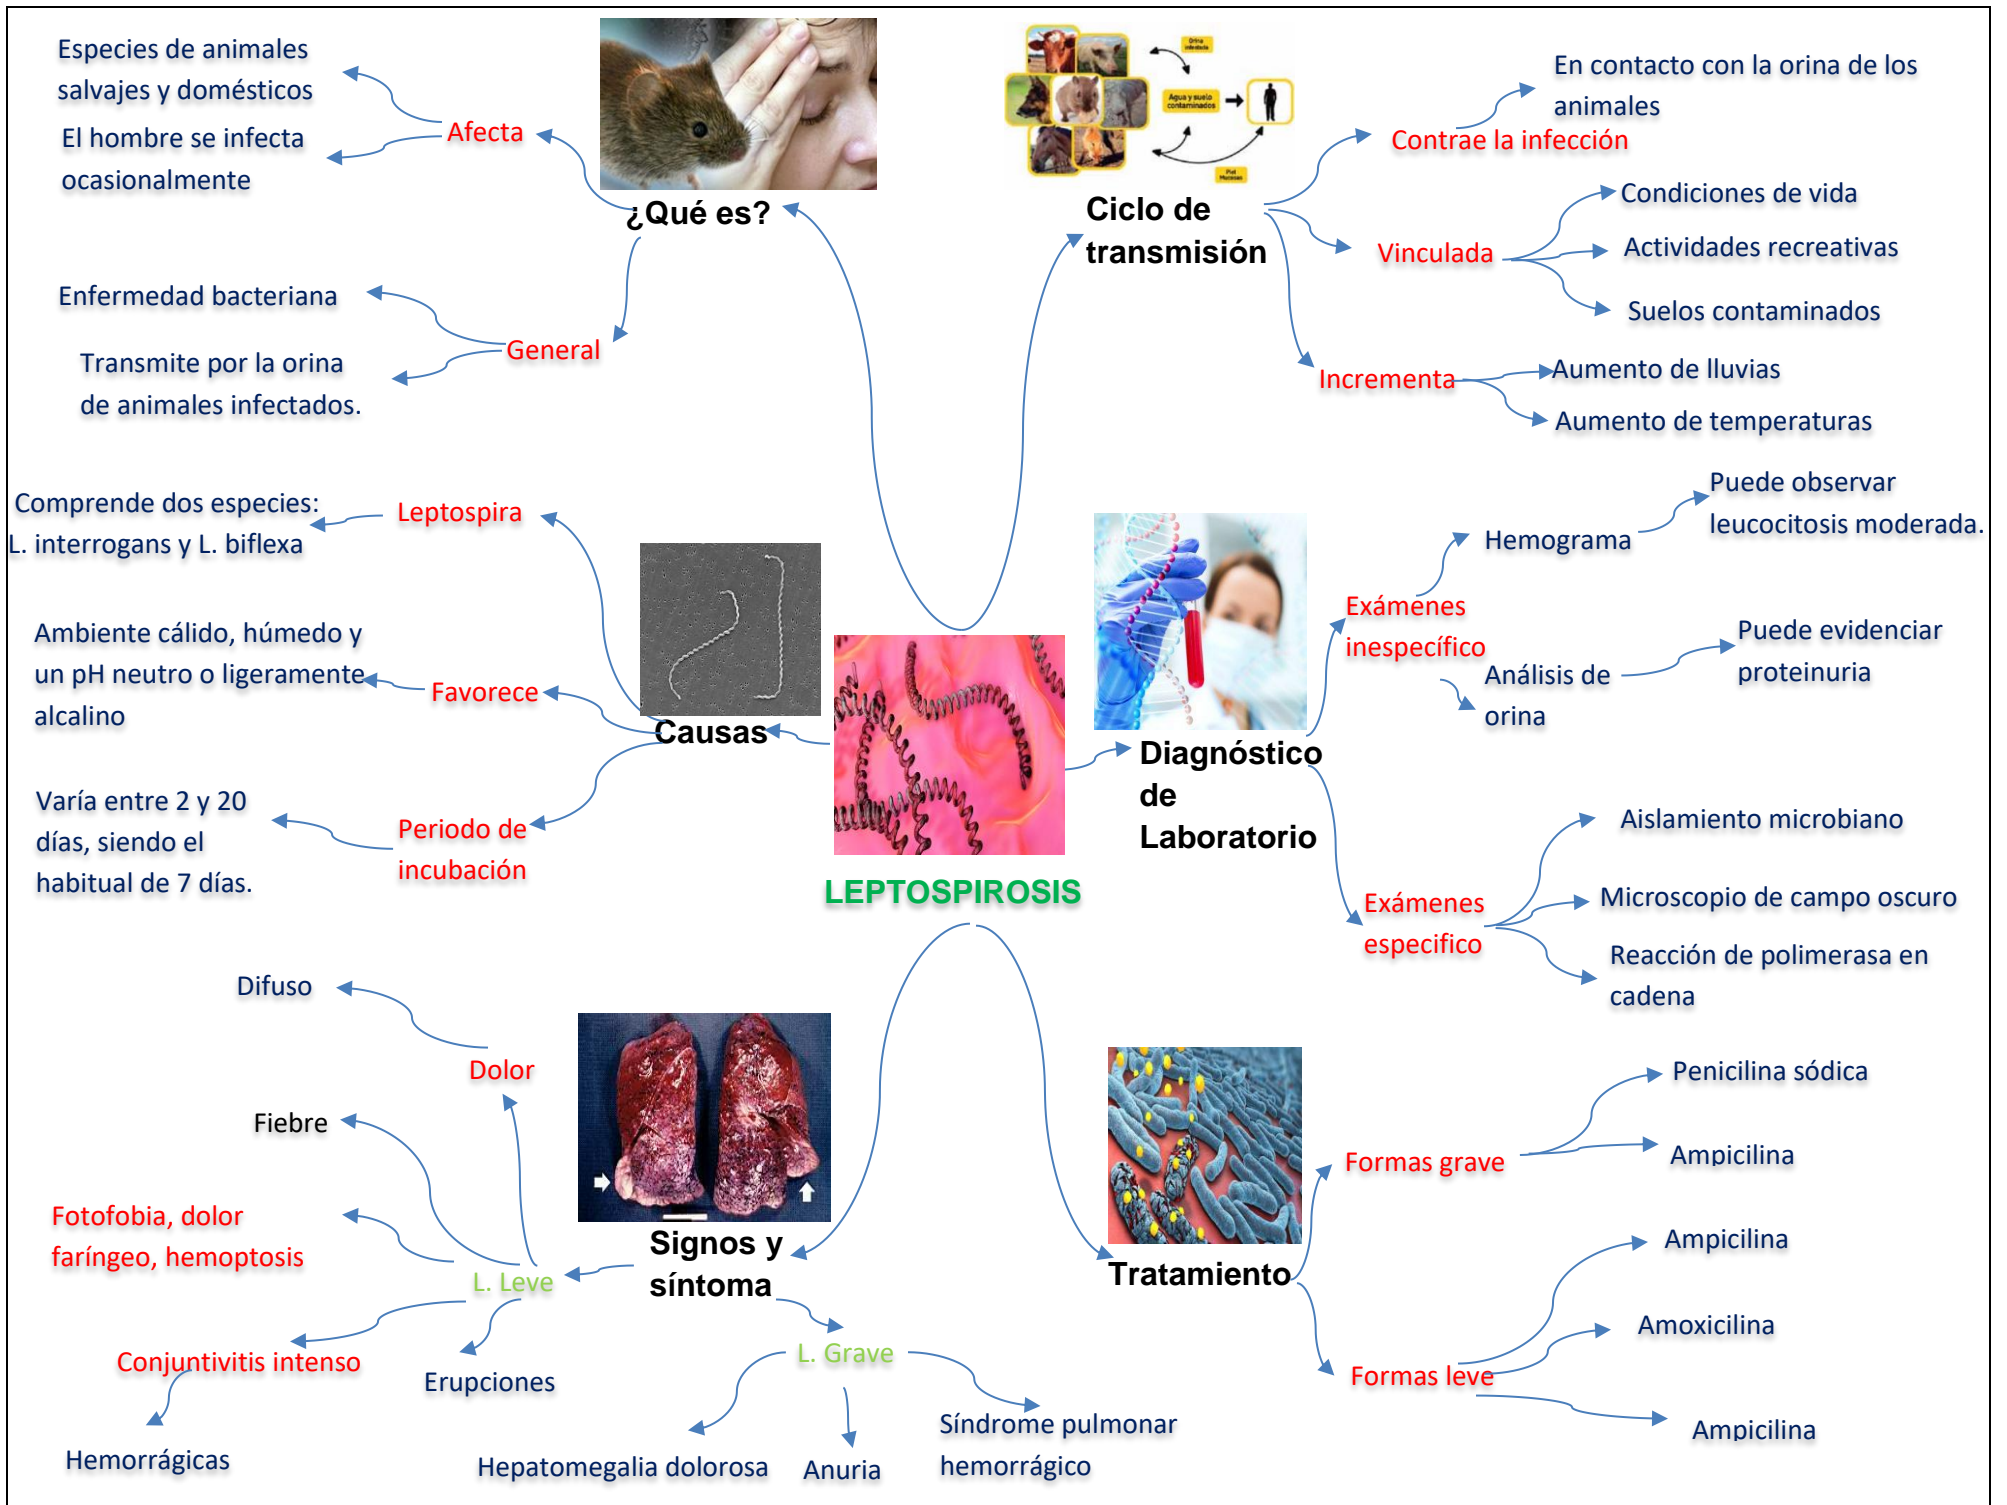 Especies de animales
salvajes y domésticos
El hombre se infecta
ocasionalmente
Afecta
¿Qué es?
Enfermedad bacteriana
General
Transmite por la orina
de animales infectados.
Orina
infectada
Agua y suelo
contaminados
Piel
Mucosas
Ciclo de
transmisión
En contacto con la orina de los
animales
Contrae la infección
Condiciones de vida
Vinculada
Actividades recreativas
Suelos contaminados
Incrementa
Aumento de lluvias
Aumento de temperaturas
Comprende dos especies:
L. interrogans y L. biflexa
Leptospira
Ambiente cálido, húmedo y
un pH neutro o ligeramente
alcalino
Favorece
Causas
Varía entre 2 y 20
días, siendo el
habitual de 7 días.
Periodo de
incubación
LEPTOSPIROSIS
Diagnóstico
de
Laboratorio
Exámenes
inespecífico
Hemograma
Puede observar
leucocitosis moderada.
Análisis de
orina
Puede evidenciar
proteinuria
Exámenes
especifico
Aislamiento microbiano
Microscopio de campo oscuro
Reacción de polimerasa en
cadena
Difuso
Dolor
Fiebre
Fotofobia, dolor
faríngeo, hemoptosis
L. Leve
Signos y
síntoma
Conjuntivitis intenso
Hemorrágicas
Erupciones
L. Grave
Hepatomegalia dolorosa
Anuria
Síndrome pulmonar
hemorrágico
Tratamiento
Formas grave
Penicilina sódica
Ampicilina
Formas leve
Ampicilina
Amoxicilina
Ampicilina